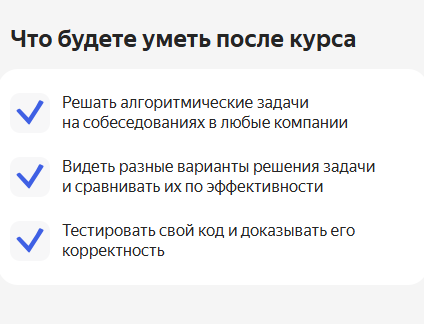 Что будете уметь после курса
Решать алгоритмические задачи
на собеседованиях в любые компании
Видеть разные варианты решения задачи
и сравнивать их по эффективности
Тестировать свой код и доказывать его
корректность